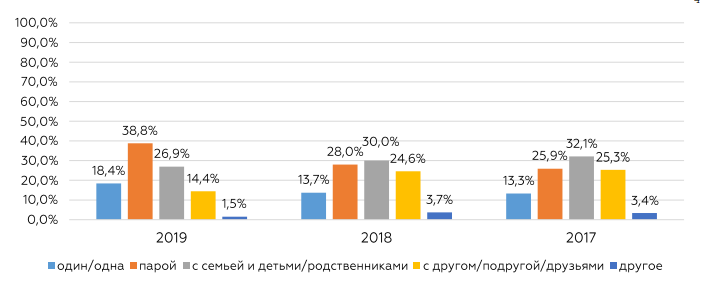 100,0%
90,0%
80,0%
70,0%
60,0%
50,0%
40,0%
30,0%
20,0%
10,0%
0,0%
18,4% 38,8% 26,9% 14,4% 1,5%
13,7% 28,0% 30,0% 24,6% 3,7%
13,3% 25,9% 32,1% 25,3% 3,4%
2019 2018 2017
один/одна парой с семьей и детьми/родственниками с другом/подругой/друзьями другое